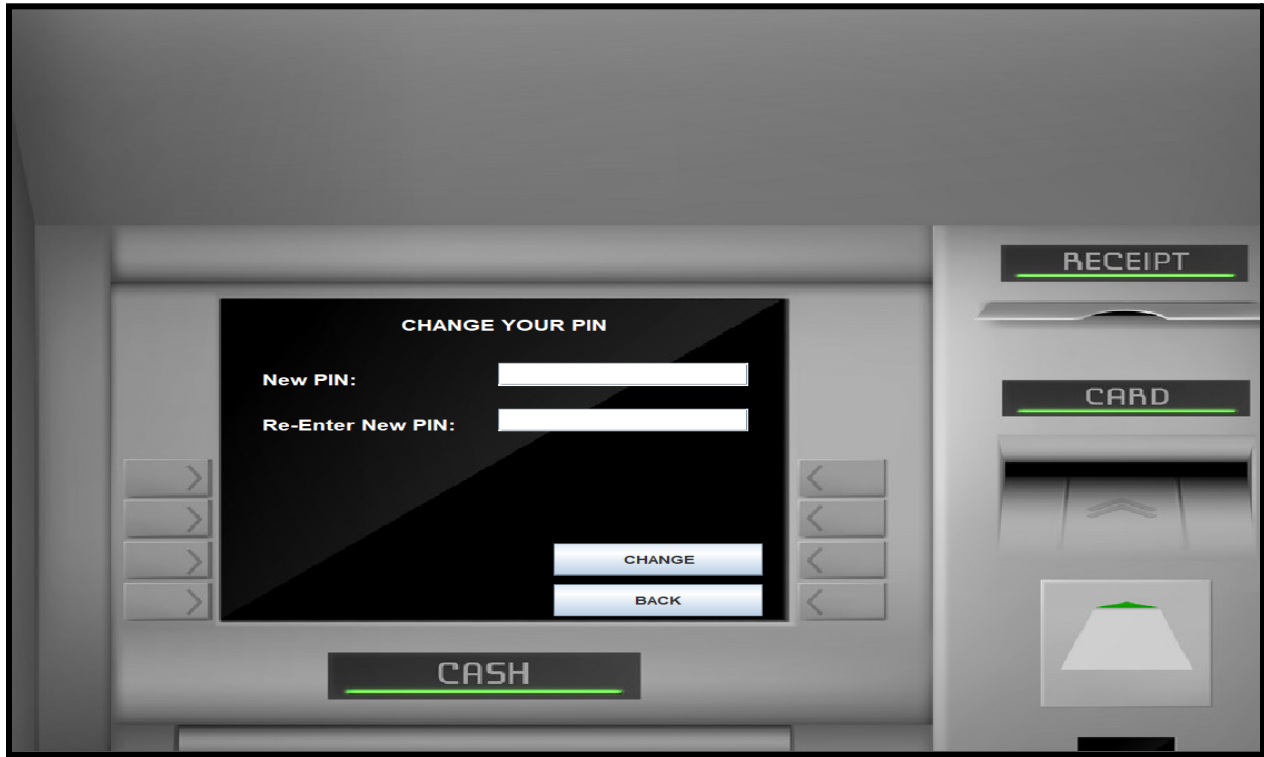 RECEIPT
CHANGE YOUR PIN
New PIN:
CARD
Re-Enter New PIN:
CHANGE
BACK
CASH